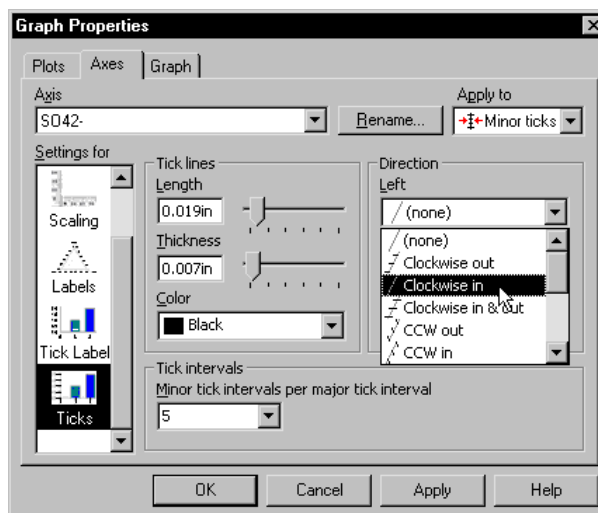 Graph Properties
Plots Axes Graph
Axis
SO42-
Rename...
Apply to
Minor ticks
Settings for
Scaling
Labels
Tick Label
Ticks
Tick lines
Length
0.019in
Thickness
0.007in
Color
Black
Direction
Left
(none)
(none)
Clockwise out
Clockwise in
Clockwise in & out
CCW out
CCW in
Tick intervals
Minor tick intervals per major tick interval
5
OK Cancel Apply Help